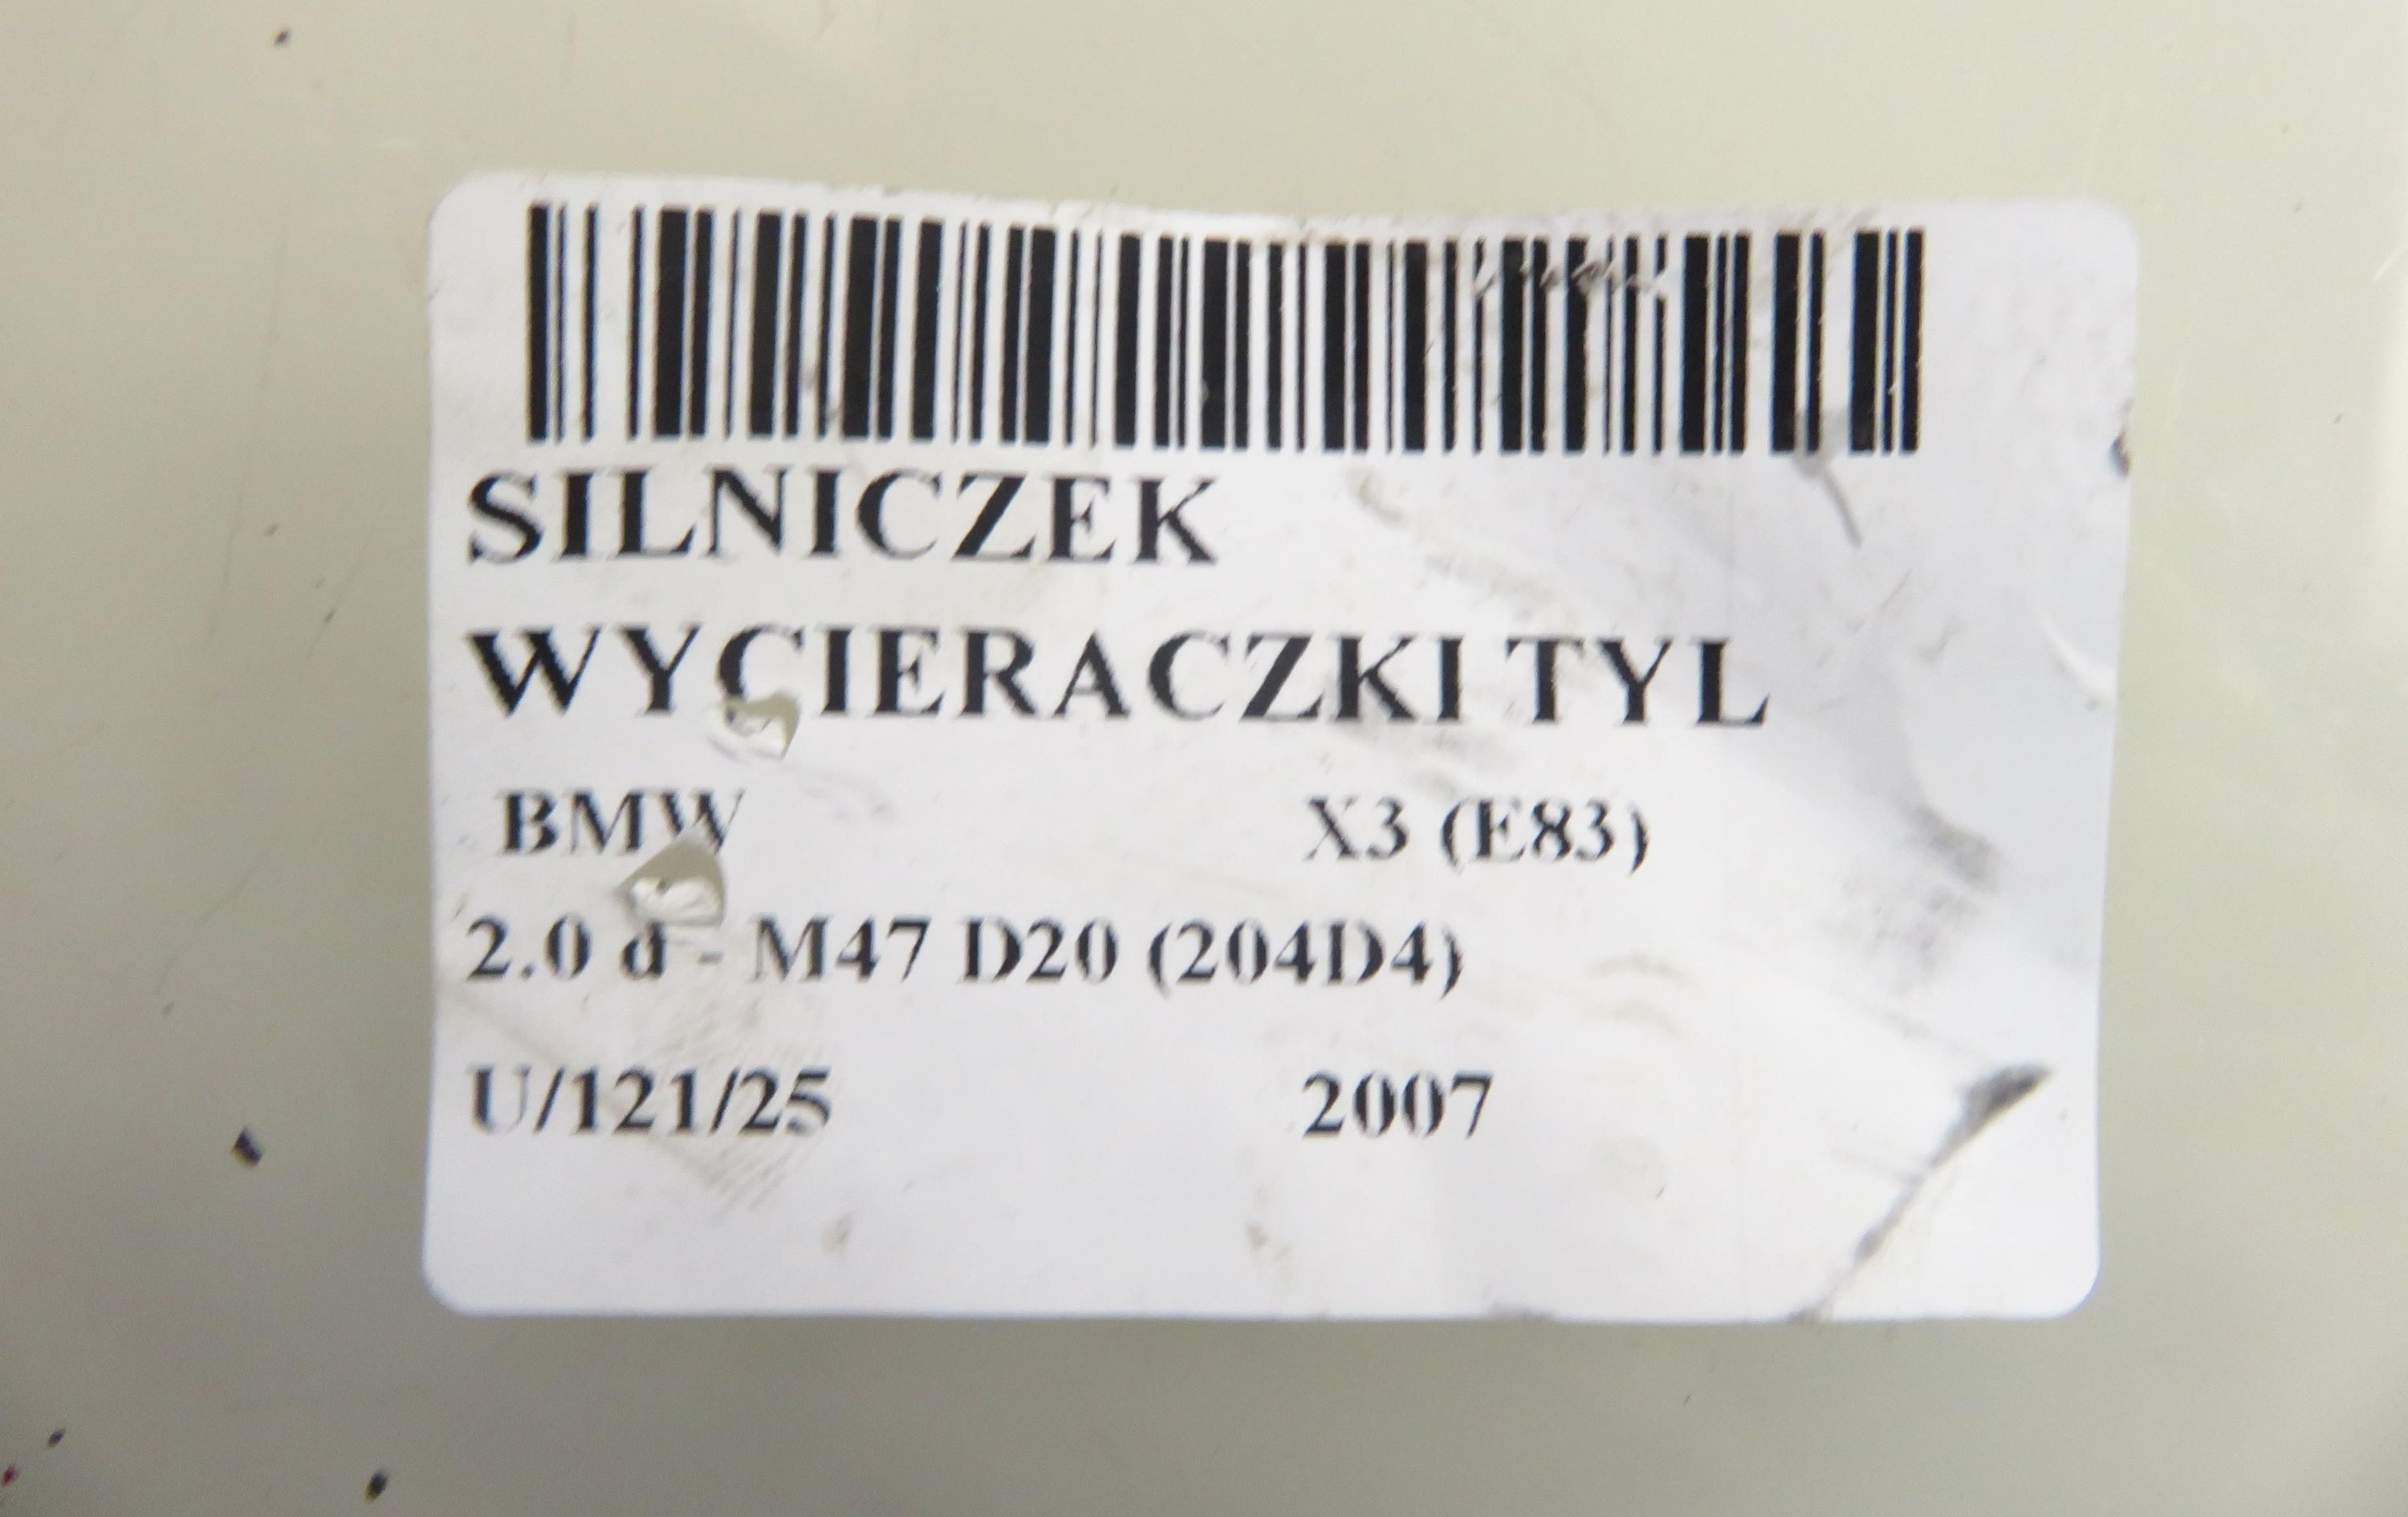 SILNICZEK
WYCIERACZKI TYL
BMW X3 (E83)
2.0 d - M47 D20 (204D4)
U/121/25 2007